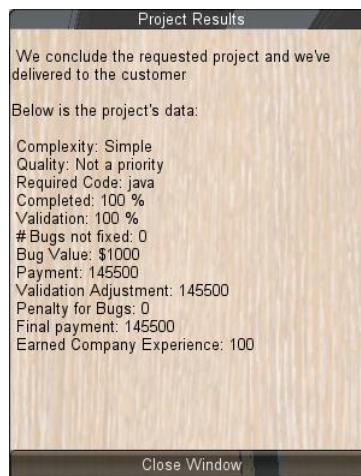 Project Results
We conclude the requested project and we've
delivered to the customer
Below is the project's data:
Complexity: Simple
Quality: Not a priority
Required Code: java
Completed: 100 %
Validation: 100 %
# Bugs not fixed: 0
Bug Value: $1000
Payment: 145500
Validation Adjustment: 145500
Penalty for Bugs: 0
Final payment: 145500
Earned Company Experience: 100
Close Window